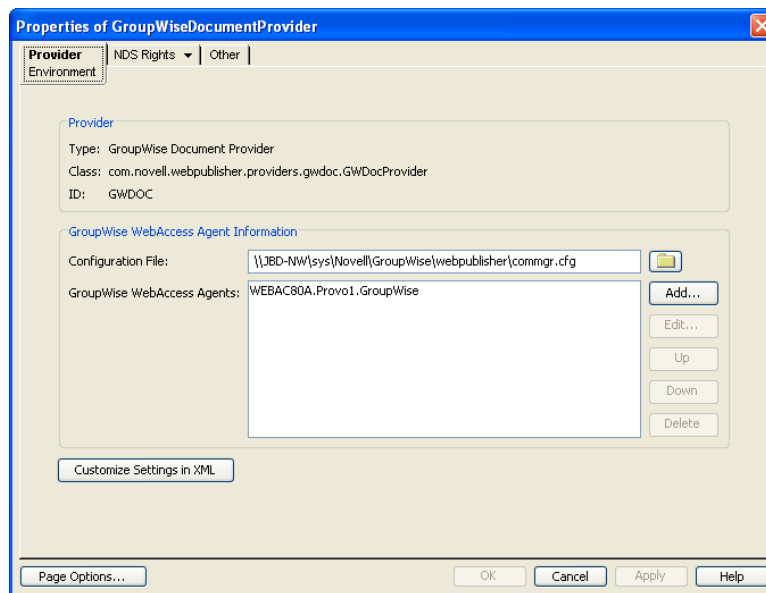 Properties of GroupWiseDocumentProvider
Provider NDS Rights Other
Environment
Provider
Type: GroupWise Document Provider
Class: com.novell.webpublisher.providers.gwdoc.GWDocProvider
ID: GWDOC
GroupWise WebAccess Agent Information
Configuration File: \\JBD-NW\sys\Novell\GroupWise\webpublisher\commgr.cfg
GroupWise WebAccess Agents: WEBAC80A.Provo1.GroupWise
Add...
Edit...
Up
Down
Delete
Customize Settings in XML
Page Options... OK Cancel Apply Help